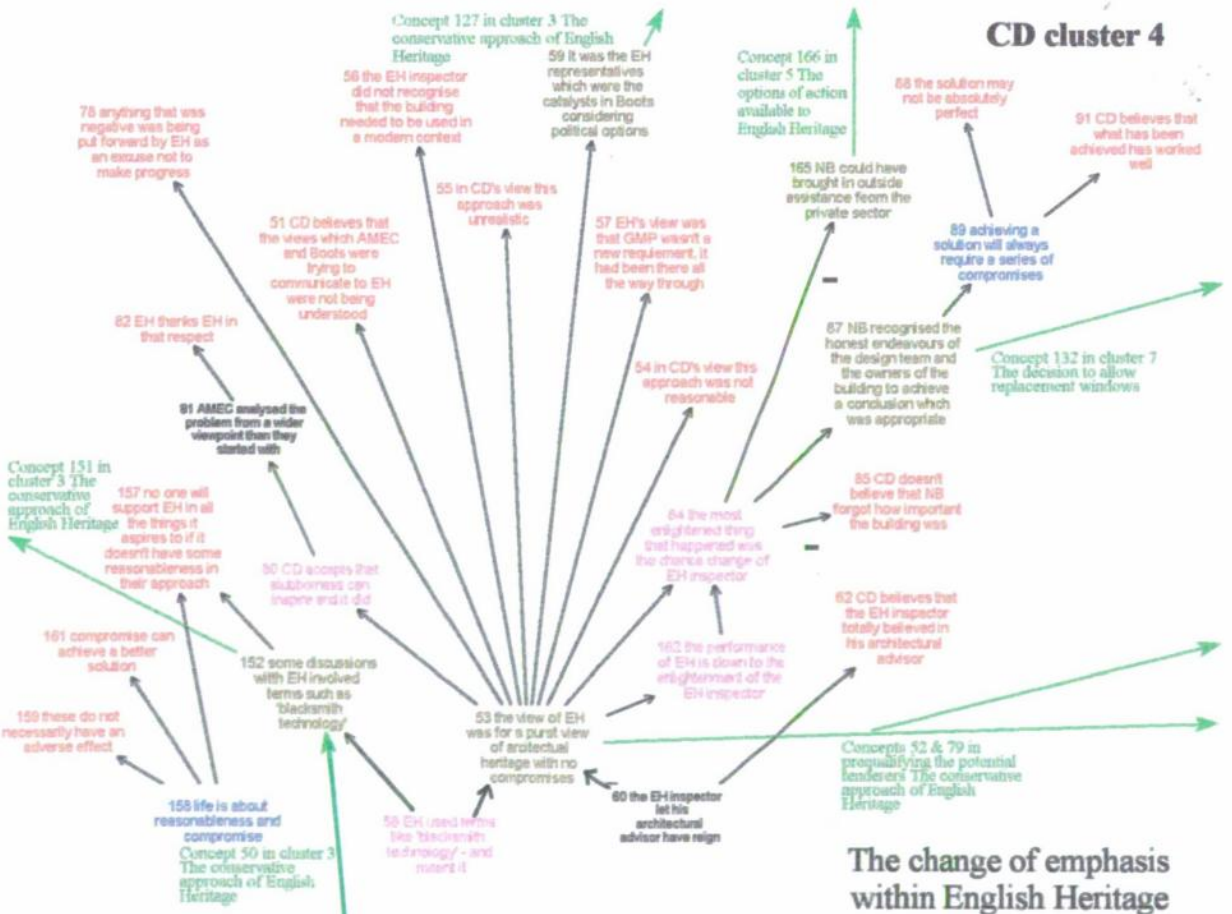 CD cluster 4
Concept 127 in cluster 3 The
conservative approach of English
Heritage
59 it was the EH
representatives
which were the
catalysts in Boots
considering
political options
56 the EH inspector
did not recognise
that the building
needed to be used in
a modern context
78 anything that was
negative was being
put forward by EH as
an excuse not to
make progress
Concept 166 in
cluster 5 The
options of action
available to
English Heritage
88 the solution may
not be absolutely
perfect
91 CD believes that
what has been
achieved has worked
well
165 NB could have
brought in outside
assistance feom the
private sector
55 in CD's view this
approach was
unrealistic
51 CD believes that
the views which AMEC
and Boots were
trying to
communicate to EH
were not being
understood
57 EH's view was
that GMP wasn't a
new requiement, it
had been there all
the way through
89 achieving a
solution will always
require a series of
compromises
82 EH thanks EH in
that respect
87 NB recognised the
honest endeavours of
the design team and
the owners of the
building to achieve
a conclusion which
was appropriate
Concept 132 in cluster 7
The decision to allow
replacement windows
54 in CD's view this
approach was not
reasonable
81 AMEC analysed the
problem from a wider
viewpoint than they
started with
Concept 151 in
cluster 3 The
conservative
approach of
English Heritage
157 no one will
support EH in all
the things it
aspires to if it
doesn't have some
reasonableness in
their approach
85 CD doesn't
believe that NB
forgot how important
the building was
84 the most
enlightened thing
that happened was
the chance change of
EH inspector
80 CD accepts that
stubborness can
inspire and it did
62 CD believes that
the EH inspector
totally believed in
his architectural
advisor
161 compromise can
achieve a better
solution
152 some discussions
with EH involved
terms such as
'blacksmith
technology'
162 the performance
of EH is down to the
enlightenment of the
EH inspector
159 these do not
necessarily have an
adverse effect
53 the view of EH
was for a purst view
of arotectual
heritage with no
compromises
Concepts 52 & 79 in
prequalifying the potential
tenderers The conservative
approach of English
Heritage
158 life is about
reasonableness and
compromise
58 EH used terms
like 'blacksmith
technology' - and
meant it
60 the EH inspector
let his
architectural
advisor have reign
Concept 50 in cluster 3
The conservative
approach of English
Heritage
The change of emphasis
within English Heritage